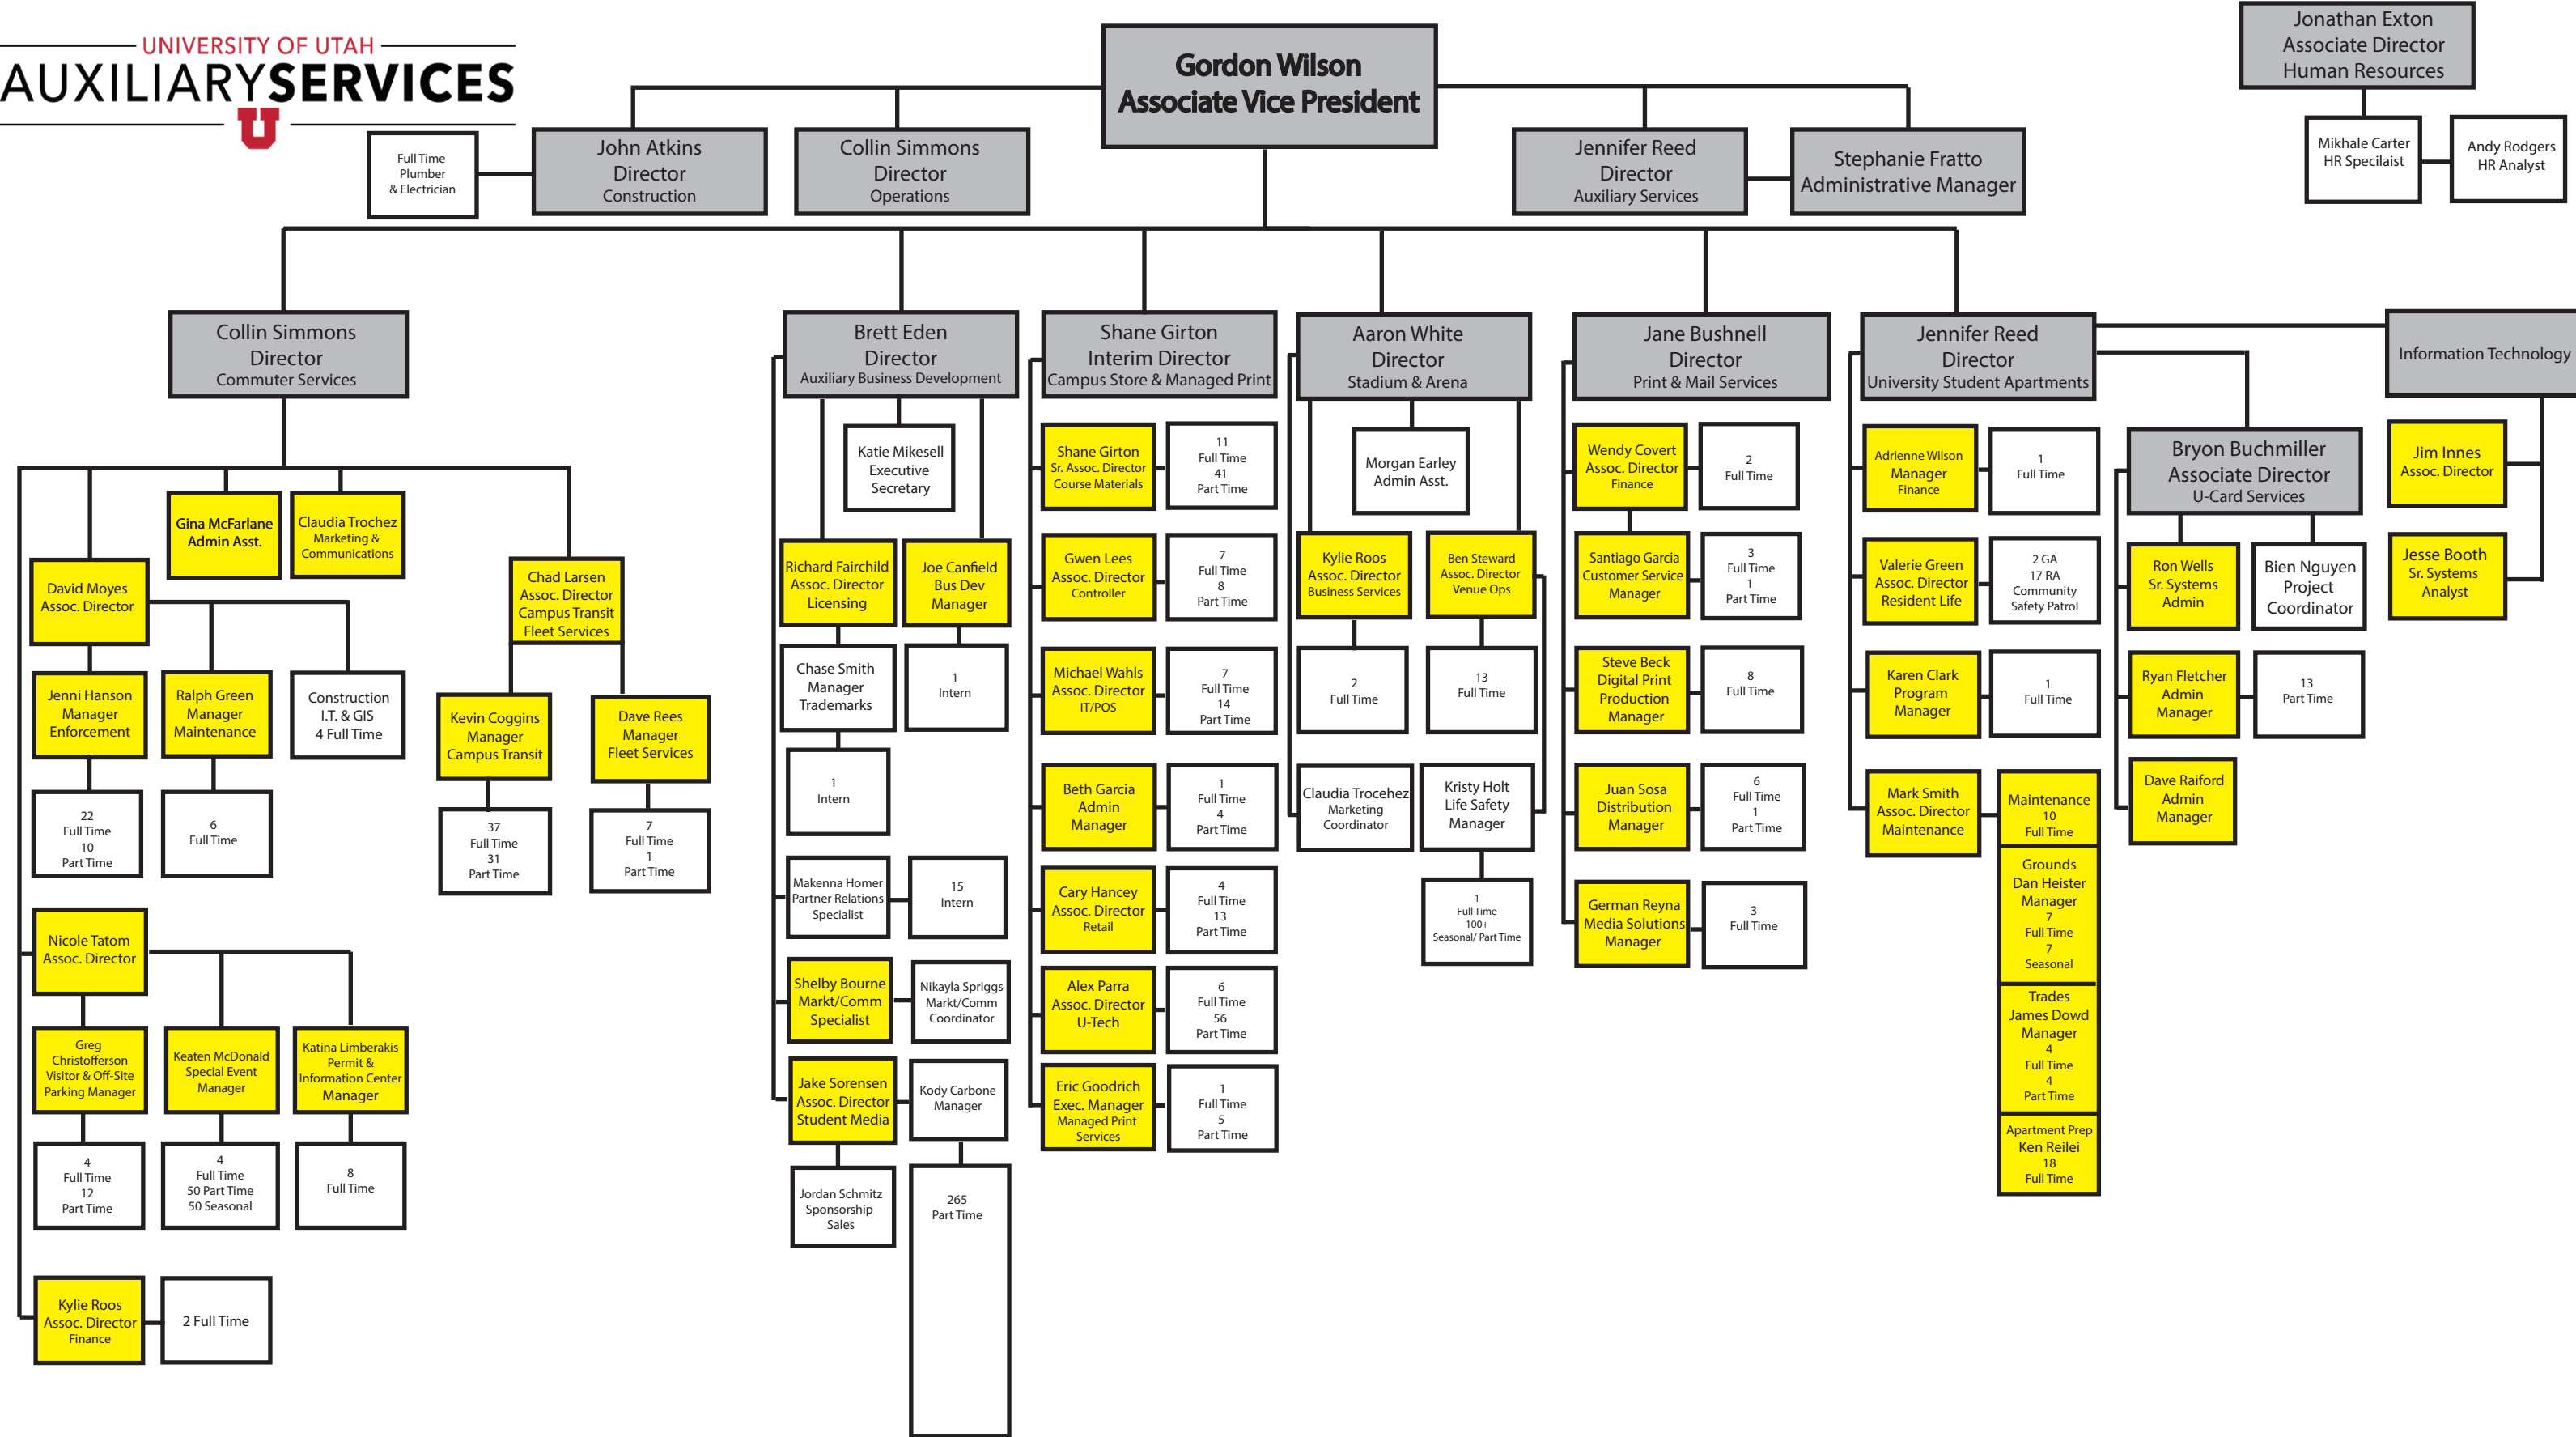 UNIVERSITY OF UTAH
AUXILIARYSERVICES
U
Gordon Wilson
Associate Vice President
Jonathan Exton
Associate Director
Human Resources
Mikhale Carter
HR Specilaist
Andy Rodgers
HR Analyst
Full Time
Plumber
& Electrician
John Atkins
Director
Construction
Collin Simmons
Director
Operations
Jennifer Reed
Director
Auxiliary Services
Stephanie Fratto
Administrative Manager
Collin Simmons
Director
Commuter Services
Gina McFarlane
Admin Asst.
Claudia Trochez
Marketing &
Communications
David Moyes
Assoc. Director
Chad Larsen
Assoc. Director
Campus Transit
Fleet Services
Jenni Hanson
Manager
Enforcement
Ralph Green
Manager
Maintenance
Construction
I.T. & GIS
4 Full Time
Kevin Coggins
Manager
Campus Transit
Dave Rees
Manager
Fleet Services
22
Full Time
10
Part Time
6
Full Time
37
Full Time
31
Part Time
7
Full Time
1
Part Time
Nicole Tatom
Assoc. Director
Greg
Christofferson
Visitor & Off-Site
Parking Manager
Keaten McDonald
Special Event
Manager
Katina Limberakis
Permit &
Information Center
Manager
4
Full Time
12
Part Time
4
Full Time
50 Part Time
50 Seasonal
8
Full Time
Kylie Roos
Assoc. Director
Finance
2 Full Time
Brett Eden
Director
Auxiliary Business Development
Katie Mikesell
Executive
Secretary
Richard Fairchild
Assoc. Director
Licensing
Joe Canfield
Bus Dev
Manager
Chase Smith
Manager
Trademarks
1
Intern
1
Intern
Makenna Homer
Partner Relations
Specialist
15
Intern
Shelby Bourne
Markt/Comm
Specialist
Nikayla Spriggs
Markt/Comm
Coordinator
Jake Sorensen
Assoc. Director
Student Media
Kody Carbone
Manager
Jordan Schmitz
Sponsorship
Sales
265
Part Time
Shane Girton
Interim Director
Campus Store & Managed Print
Shane Girton
Sr. Assoc. Director
Course Materials
11
Full Time
41
Part Time
Gwen Lees
Assoc. Director
Controller
7
Full Time
8
Part Time
Michael Wahls
Assoc. Director
IT/POS
7
Full Time
14
Part Time
Beth Garcia
Admin
Manager
1
Full Time
4
Part Time
Cary Hancey
Assoc. Director
Retail
4
Full Time
13
Part Time
Alex Parra
Assoc. Director
U-Tech
6
Full Time
56
Part Time
Eric Goodrich
Exec. Manager
Managed Print
Services
1
Full Time
5
Part Time
Aaron White
Director
Stadium & Arena
Morgan Earley
Admin Asst.
Kylie Roos
Assoc. Director
Business Services
Ben Steward
Assoc. Director
Venue Ops
2
Full Time
13
Full Time
Claudia Trocehez
Marketing
Coordinator
Kristy Holt
Life Safety
Manager
1
Full Time
100+
Seasonal/ Part Time
Jane Bushnell
Director
Print & Mail Services
Wendy Covert
Assoc. Director
Finance
2
Full Time
Santiago Garcia
Customer Service
Manager
3
Full Time
1
Part Time
Steve Beck
Digital Print
Production
Manager
8
Full Time
Juan Sosa
Distribution
Manager
6
Full Time
1
Part Time
German Reyna
Media Solutions
Manager
3
Full Time
Jennifer Reed
Director
University Student Apartments
Adrienne Wilson
Manager
Finance
1
Full Time
Valerie Green
Assoc. Director
Resident Life
2 GA
17 RA
Community
Safety Patrol
Karen Clark
Program
Manager
1
Full Time
Mark Smith
Assoc. Director
Maintenance
Maintenance
10
Full Time
Grounds
Dan Heister
Manager
7
Full Time
7
Seasonal
Trades
James Dowd
Manager
4
Full Time
4
Part Time
Apartment Prep
Ken Reilei
18
Full Time
Bryon Buchmiller
Associate Director
U-Card Services
Ron Wells
Sr. Systems
Admin
Bien Nguyen
Project
Coordinator
Ryan Fletcher
Admin
Manager
13
Part Time
Dave Raiford
Admin
Manager
Information Technology
Jim Innes
Assoc. Director
Jesse Booth
Sr. Systems
Analyst